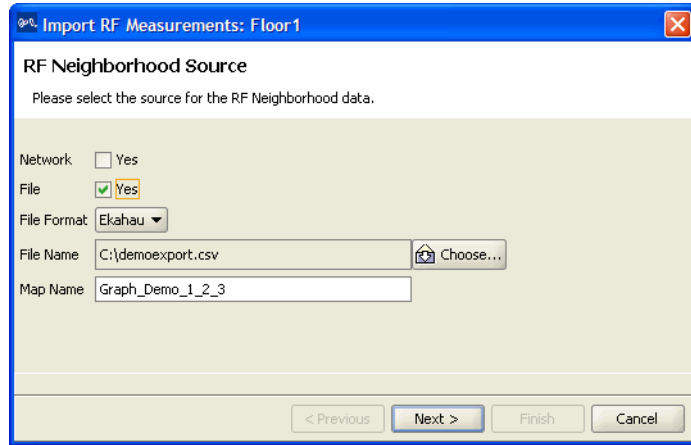 Import RF Measurements: Floor1
RF Neighborhood Source
Please select the source for the RF Neighborhood data.
Network Yes
File Yes
File Format Ekahau
File Name C:\demoexport.csv Choose...
Map Name Graph_Demo_1_2_3
< Previous Next > Finish Cancel